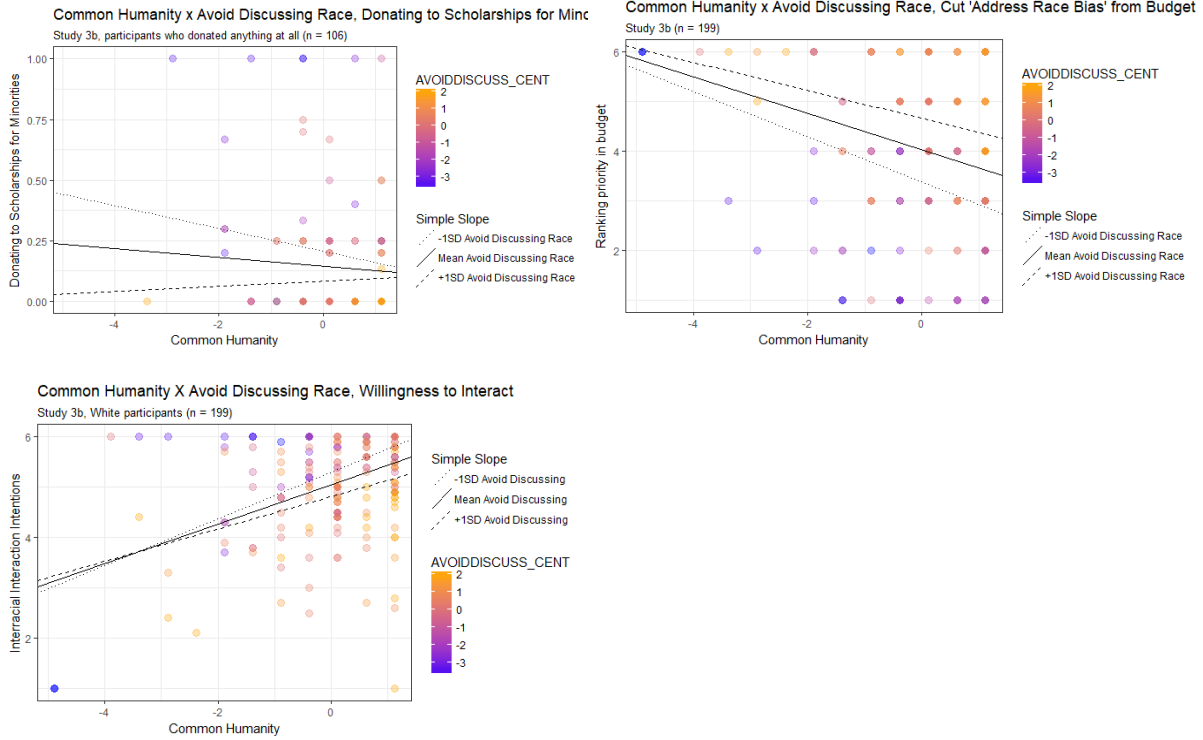 Common Humanity x Avoid Discussing Race, Donating to Scholarships for Minc
Study 3b, participants who donated anything at all (n = 106)
1.00
0.75
0.50
0.25
0.00
Donating to Scholarships for Minorities
-4
-2
0
Common Humanity
AVOIDDISCUSS_CENT
2
1
0
-1
-2
-3
Simple Slope
-1SD Avoid Discussing Race
Mean Avoid Discussing Race
+1SD Avoid Discussing Race
Common Humanity x Avoid Discussing Race, Cut 'Address Race Bias' from Budget
Study 3b (n = 199)
6
4
2
Ranking priority in budget
-4
-2
0
Common Humanity
AVOIDDISCUSS_CENT
2
1
0
-1
-2
-3
Simple Slope
-1SD Avoid Discussing Race
Mean Avoid Discussing Race
+1SD Avoid Discussing Race
Common Humanity X Avoid Discussing Race, Willingness to Interact
Study 3b, White participants (n = 199)
6
4
2
Interracial Interaction Intentions
-4
-2
0
Common Humanity
Simple Slope
-1SD Avoid Discussing
Mean Avoid Discussing
+1SD Avoid Discussing
AVOIDDISCUSS_CENT
2
1
0
-1
-2
-3